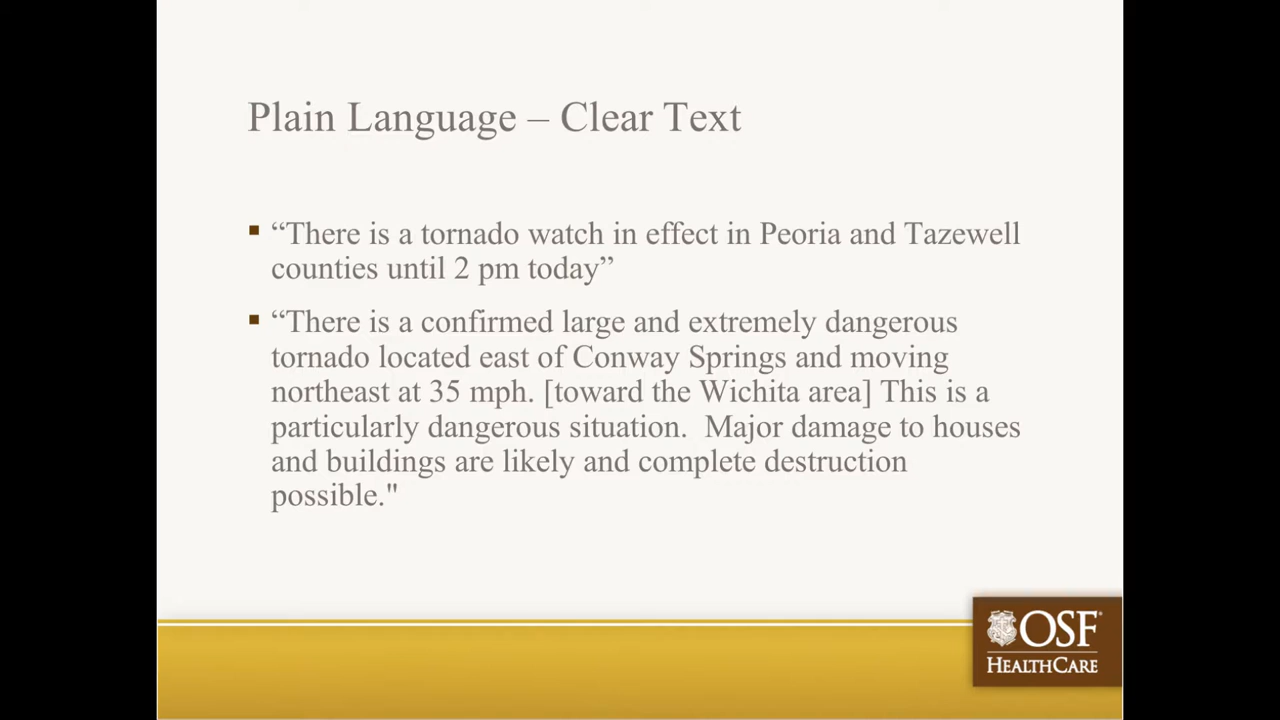 Plain Language – Clear Text
“There is a tornado watch in effect in Peoria and Tazewell
counties until 2 pm today”
“There is a confirmed large and extremely dangerous
tornado located east of Conway Springs and moving
northeast at 35 mph. [toward the Wichita area] This is a
particularly dangerous situation.  Major damage to houses
and buildings are likely and complete destruction
possible."
OSF
HEALTHCARE